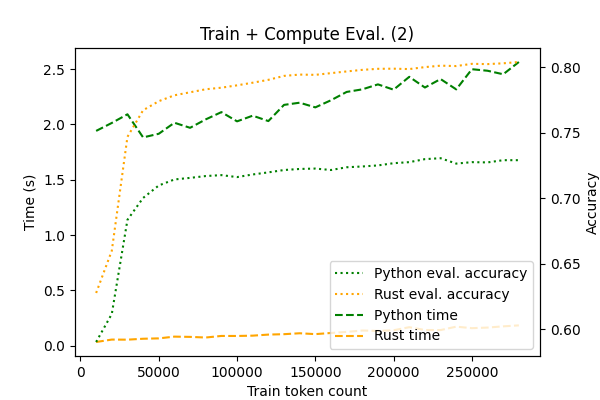 Train + Compute Eval. (2)
Time (s)
2.5
2.0
1.5
1.0
0.5
0.0
0.80
0.75
0.70
0.65
0.60
Accuracy
Python eval. accuracy
Rust eval. accuracy
Python time
Rust time
0 50000 100000 150000 200000 250000
Train token count